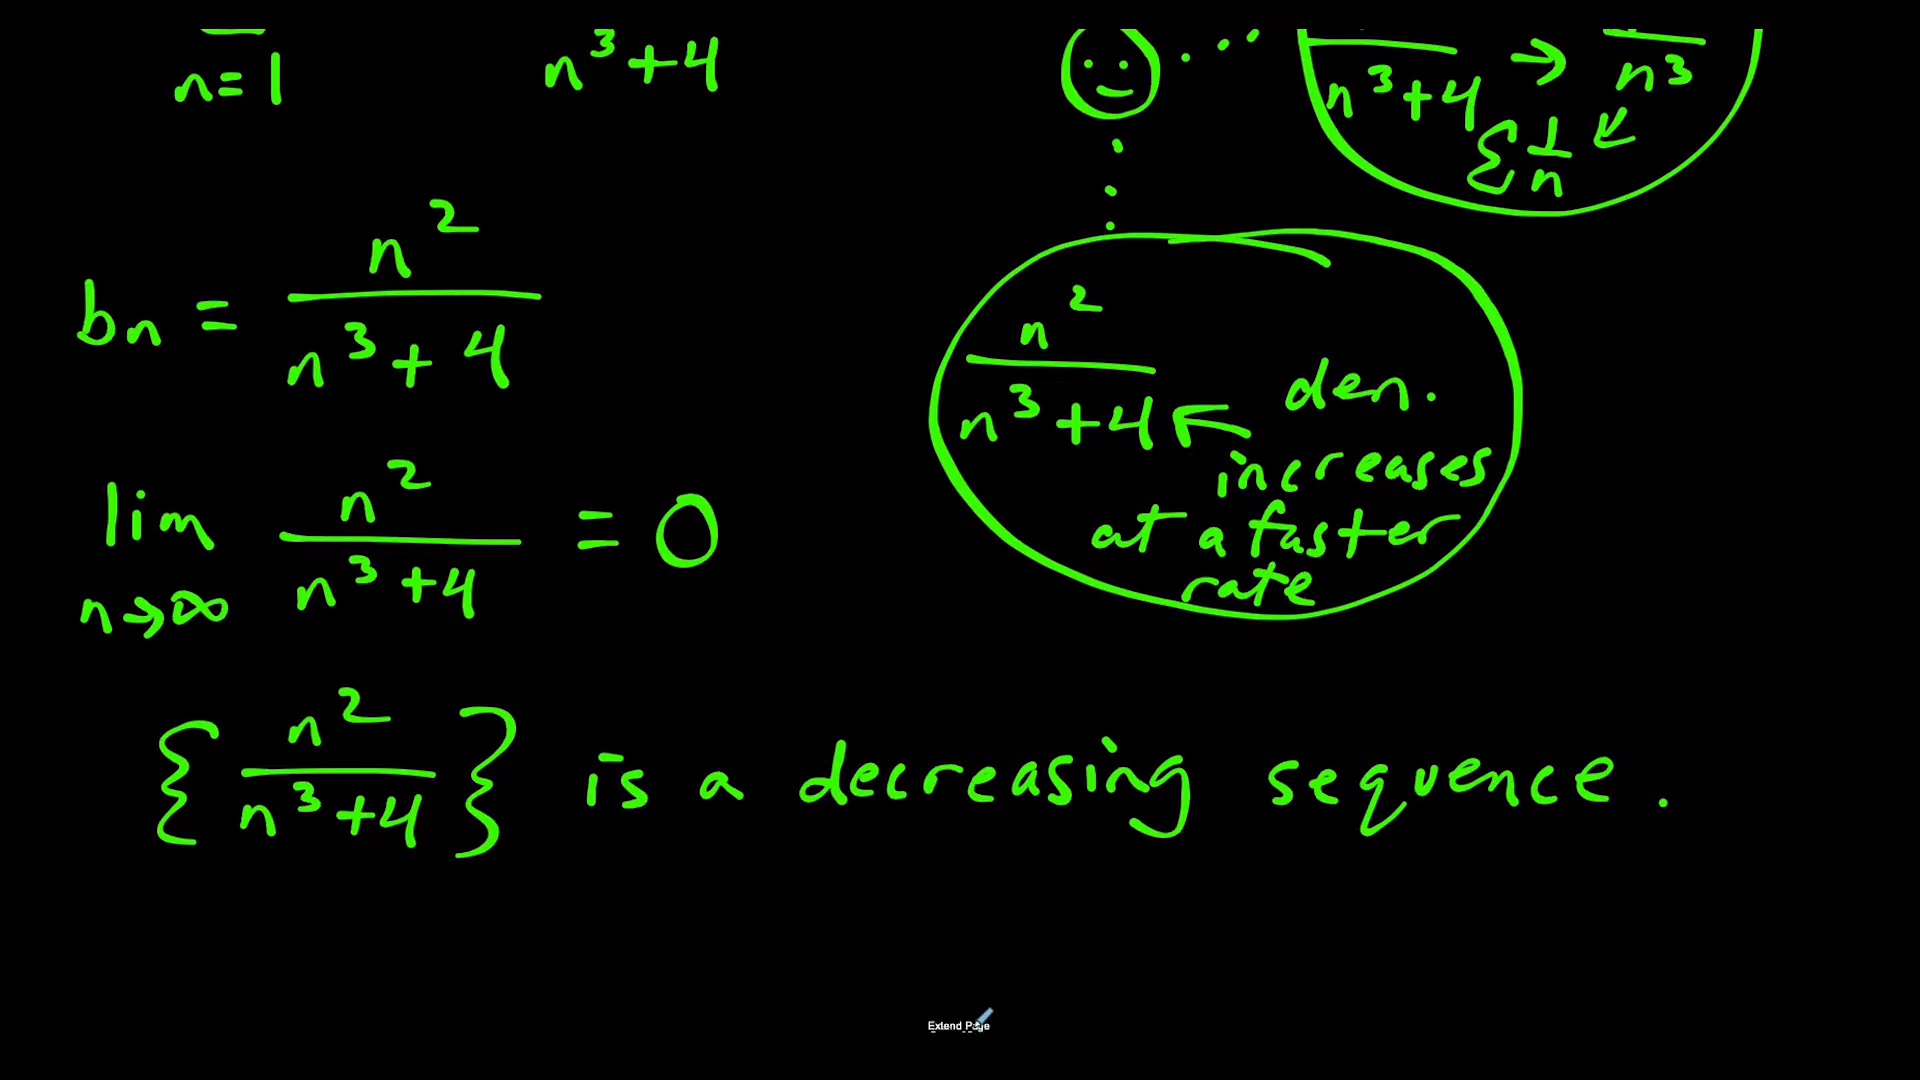 n=1
n³+4
n³+4 → n³
Σ 1/n ↙
bn = n²/(n³+4)
n²/(n³+4) ← den.
increases
at a faster
rate
lim n→∞ n²/(n³+4) = 0
{n²/(n³+4)} is a decreasing sequence.
Extend Page